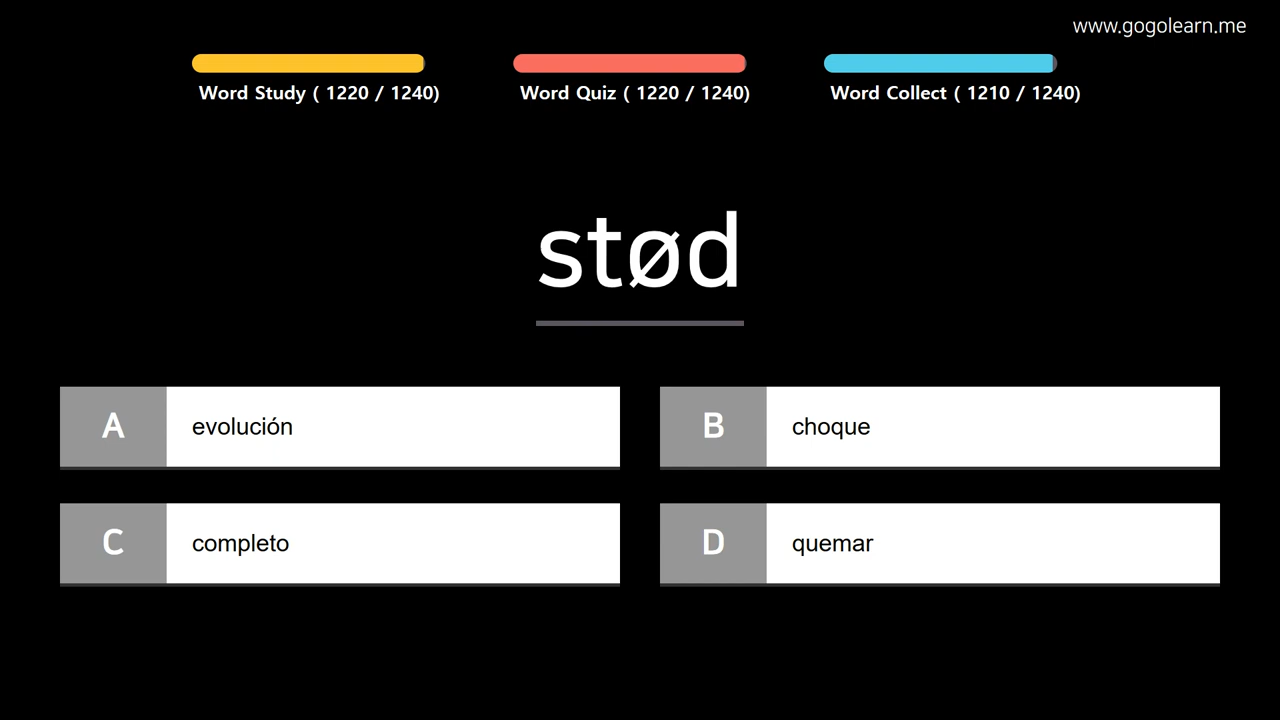 www.gogolearn.me
Word Study ( 1220 / 1240)
Word Quiz ( 1220 / 1240)
Word Collect ( 1210 / 1240)
stød
A evolución
B choque
C completo
D quemar